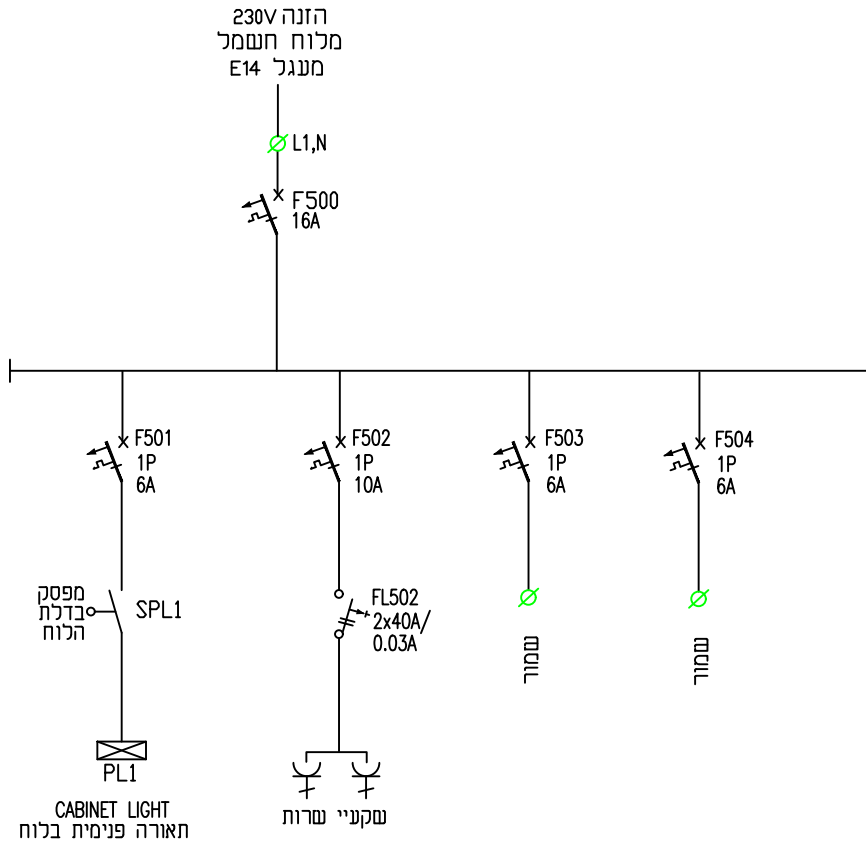 הזנה 230V
מלוח חשמל
מעגל E14
L1,N
F500
16A
F501
1P
6A
F502
1P
10A
F503
1P
6A
F504
1P
6A
מפסק
בדלת
הלוח
SPL1
FL502
2x40A/
0.03A
שמור
שמור
PL1
CABINET LIGHT
תאורה פנימית בלוח
שקעיי שרות